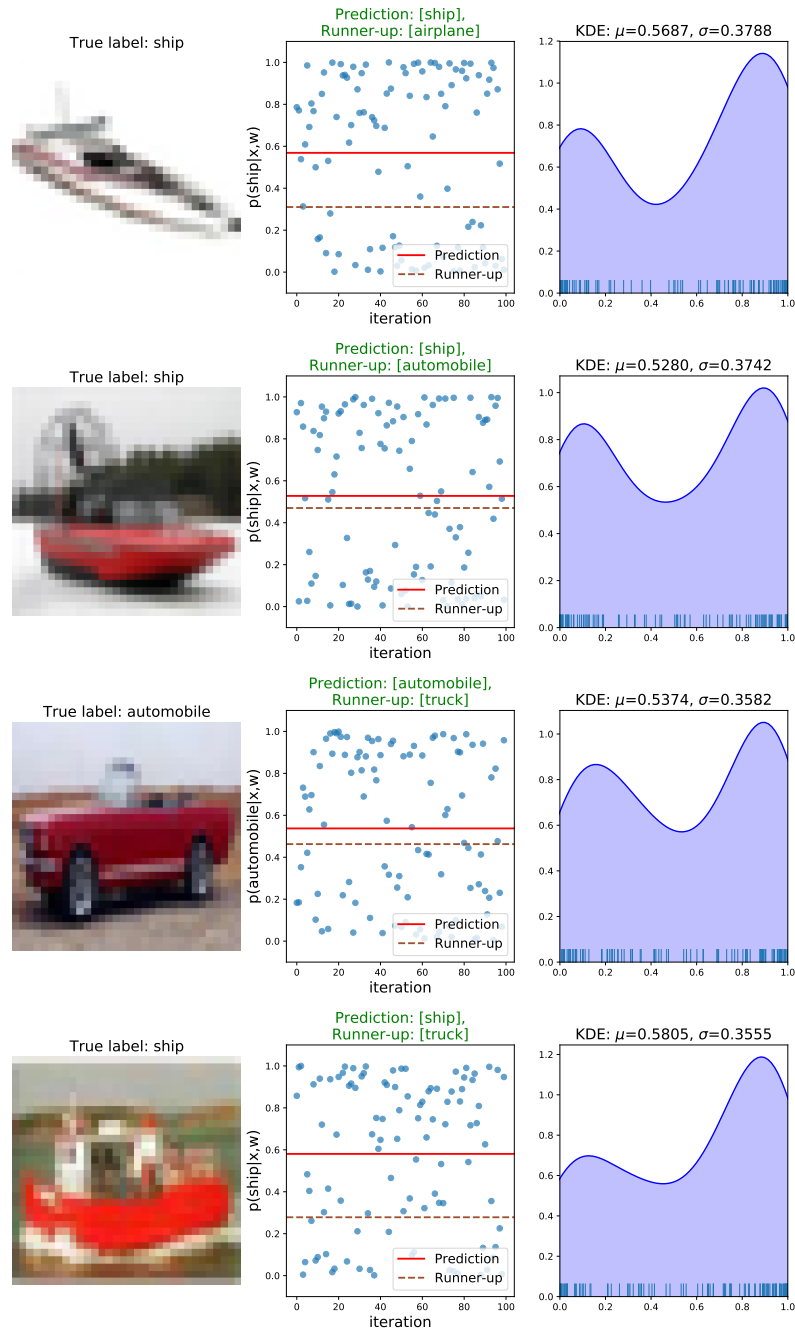 True label: ship
Prediction: [ship],
Runner-up: [airplane]
p(ship|x,w)
1.0
0.8
0.6
0.4
0.2
0.0
0 20 40 60 80 100
iteration
Prediction
Runner-up
KDE: μ=0.5687, σ=0.3788
1.2
1.0
0.8
0.6
0.4
0.2
0.0
0.0 0.2 0.4 0.6 0.8 1.0
True label: ship
Prediction: [ship],
Runner-up: [automobile]
p(ship|x,w)
1.0
0.8
0.6
0.4
0.2
0.0
0 20 40 60 80 100
iteration
Prediction
Runner-up
KDE: μ=0.5280, σ=0.3742
1.0
0.8
0.6
0.4
0.2
0.0
0.0 0.2 0.4 0.6 0.8 1.0
True label: automobile
Prediction: [automobile],
Runner-up: [truck]
p(automobile|x,w)
1.0
0.8
0.6
0.4
0.2
0.0
0 20 40 60 80 100
iteration
Prediction
Runner-up
KDE: μ=0.5374, σ=0.3582
1.0
0.8
0.6
0.4
0.2
0.0
0.0 0.2 0.4 0.6 0.8 1.0
True label: ship
Prediction: [ship],
Runner-up: [truck]
p(ship|x,w)
1.0
0.8
0.6
0.4
0.2
0.0
0 20 40 60 80 100
iteration
Prediction
Runner-up
KDE: μ=0.5805, σ=0.3555
1.2
1.0
0.8
0.6
0.4
0.2
0.0
0.0 0.2 0.4 0.6 0.8 1.0